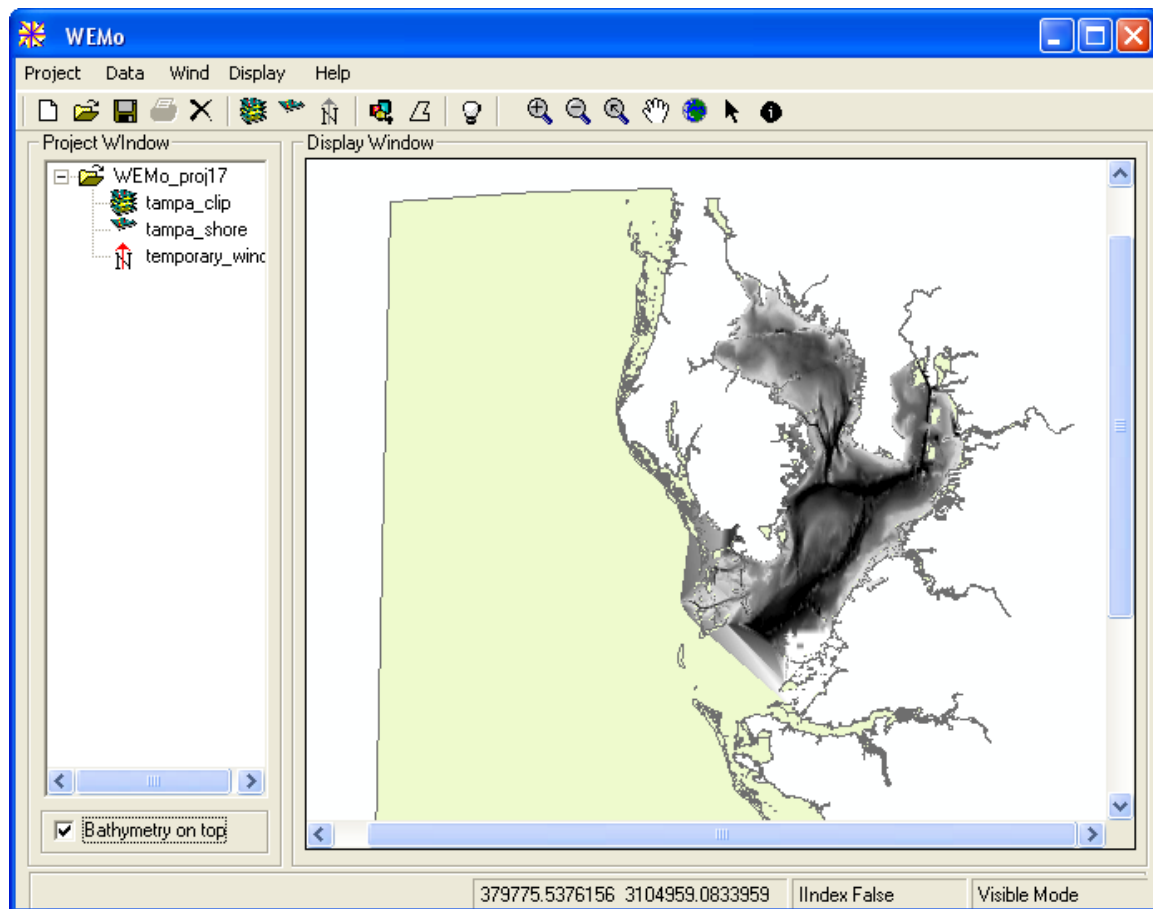 WEMo
Project Data Wind Display Help
Project WIndow
Display Window
WEMo_proj17
tampa_clip
tampa_shore
temporary_winc
Bathymetry on top
379775.5376156 3104959.0833959 IIndex False Visible Mode